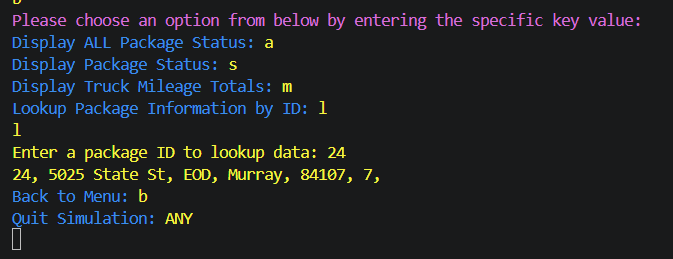 Please choose an option from below by entering the specific key value:
Display ALL Package Status: a
Display Package Status: s
Display Truck Mileage Totals: m
Lookup Package Information by ID: l
l
Enter a package ID to lookup data: 24
24, 5025 State St, EOD, Murray, 84107, 7,
Back to Menu: b
Quit Simulation: ANY